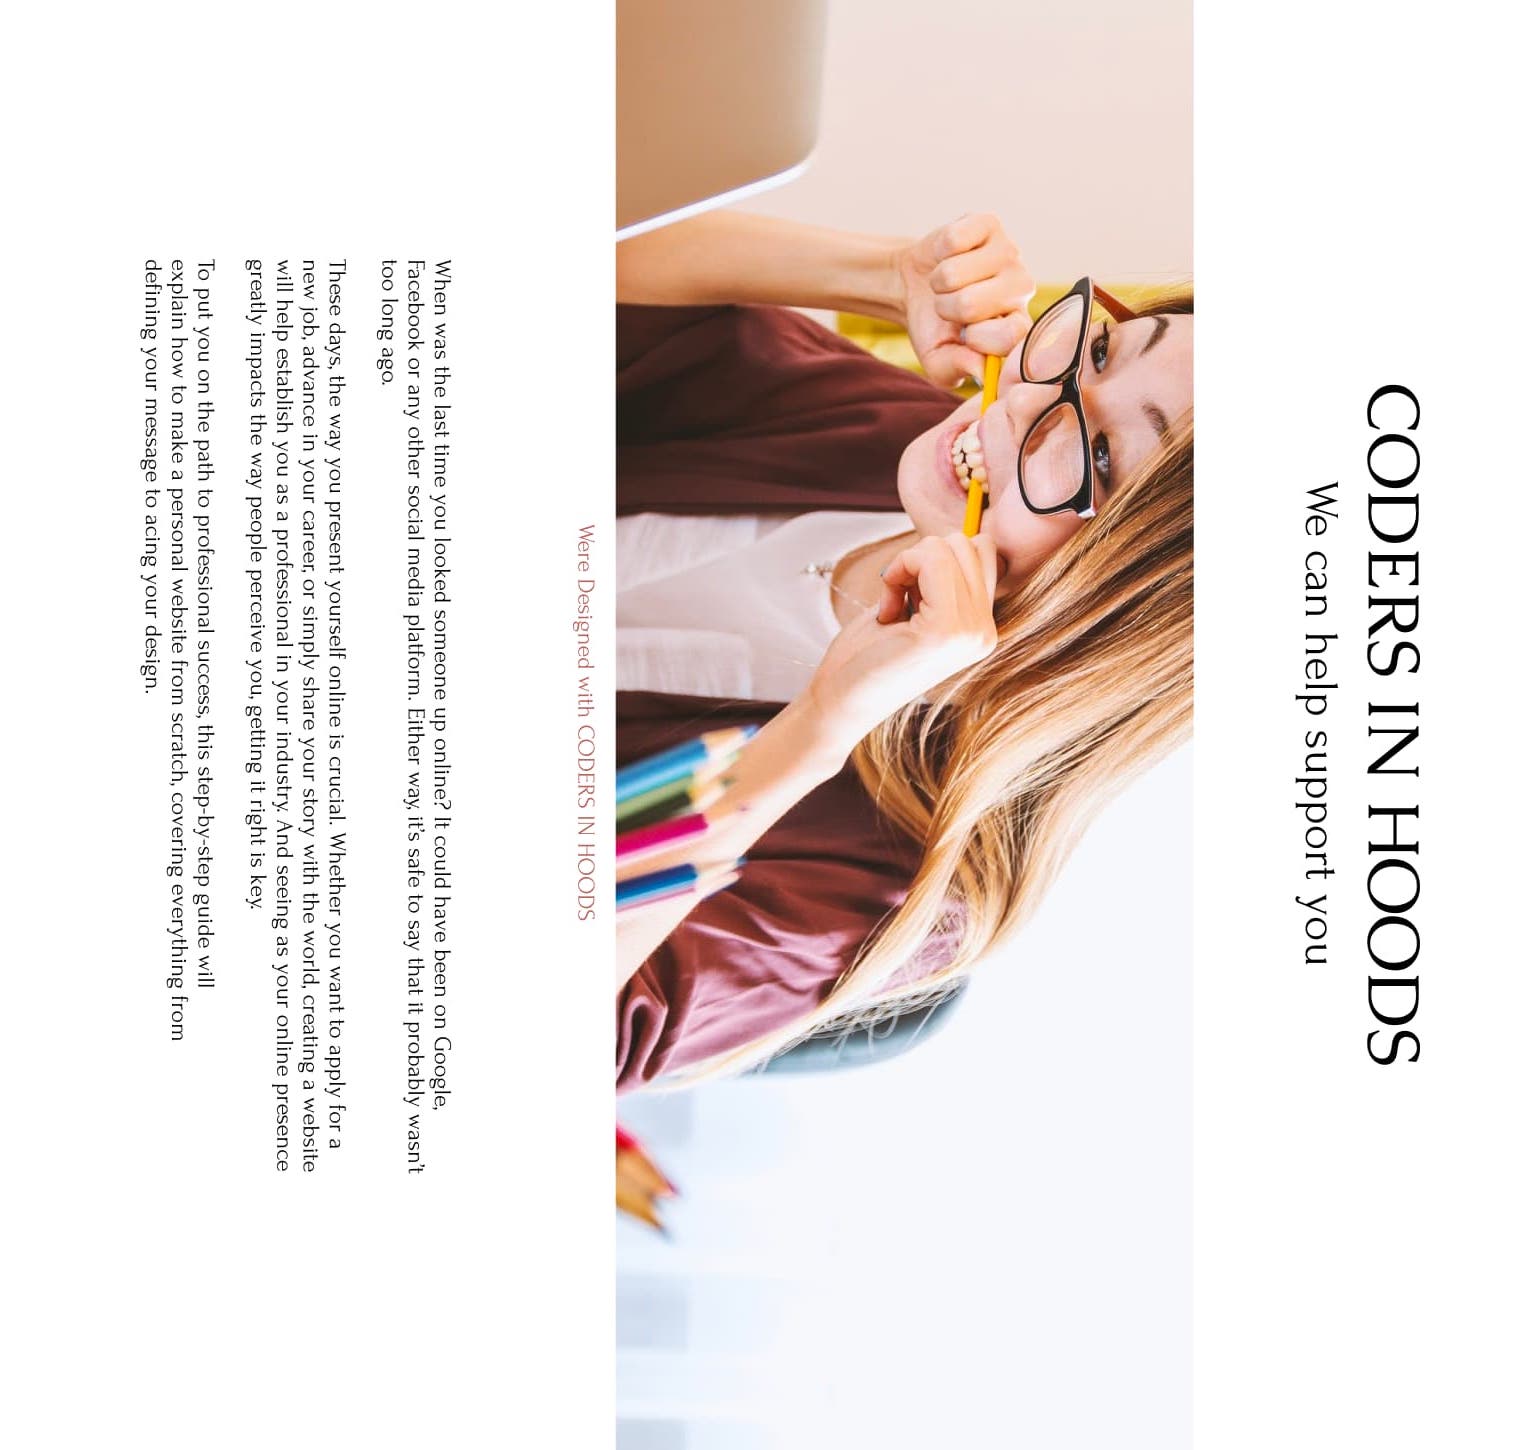 CODERS IN HOODS
We can help support you
Were Designed with CODERS IN HOODS
When was the last time you looked someone up online? It could have been on Google,
Facebook or any other social media platform. Either way, it's safe to say that it probably wasn't
too long ago.
These days, the way you present yourself online is crucial. Whether you want to apply for a
new job, advance in your career, or simply share your story with the world, creating a website
will help establish you as a professional in your industry. And seeing as your online presence
greatly impacts the way people perceive you, getting it right is key.
To put you on the path to professional success, this step-by-step guide will
explain how to make a personal website from scratch, covering everything from
defining your message to acing your design.